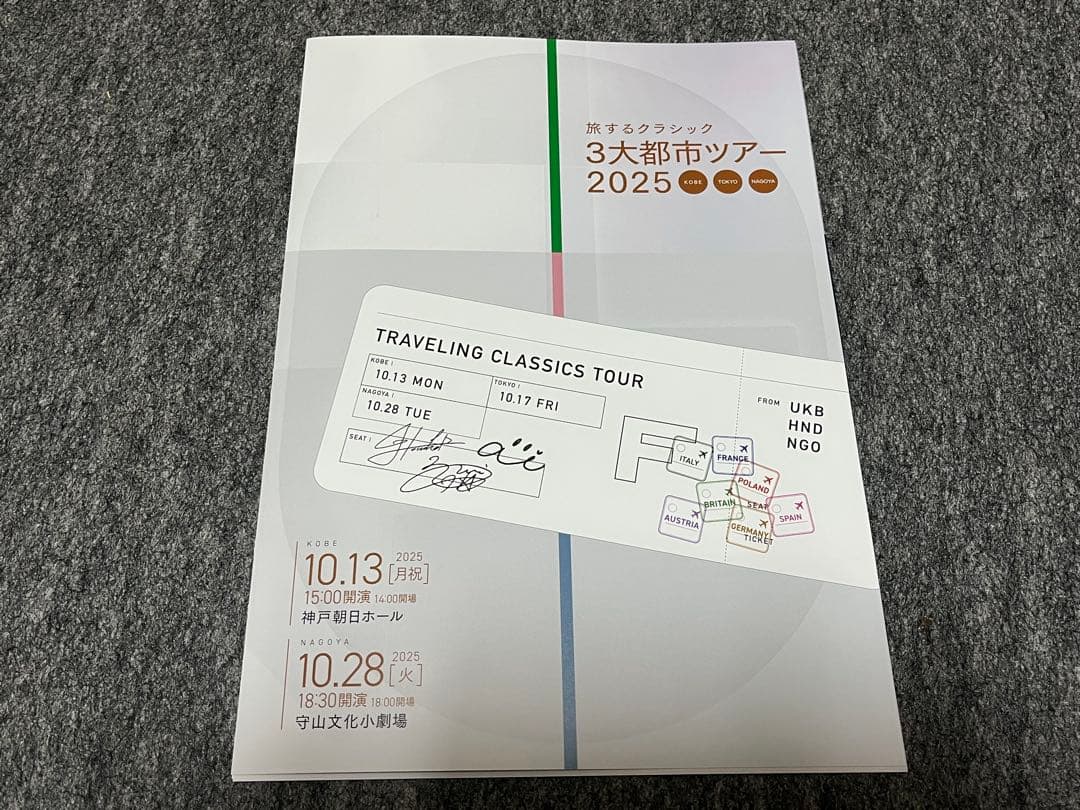 旅するクラシック
3大都市ツアー
2025 KOBE TOKYO NAGOYA
TRAVELING CLASSICS TOUR
KOBE |
10.13 MON
TOKYO |
10.17 FRI
NAGOYA |
10.28 TUE
SEAT |
F
FROM UKB
HND
NGO
ITALY
FRANCE
POLAND
BRITAIN
SEAT
AUSTRIA
GERMANY
SPAIN
TICKET
KOBE
10.13 2025 [月祝]
15:00開演 14:00開場
神戸朝日ホール
NAGOYA
10.28 2025 [火]
18:30開演 18:00開場
守山文化小劇場